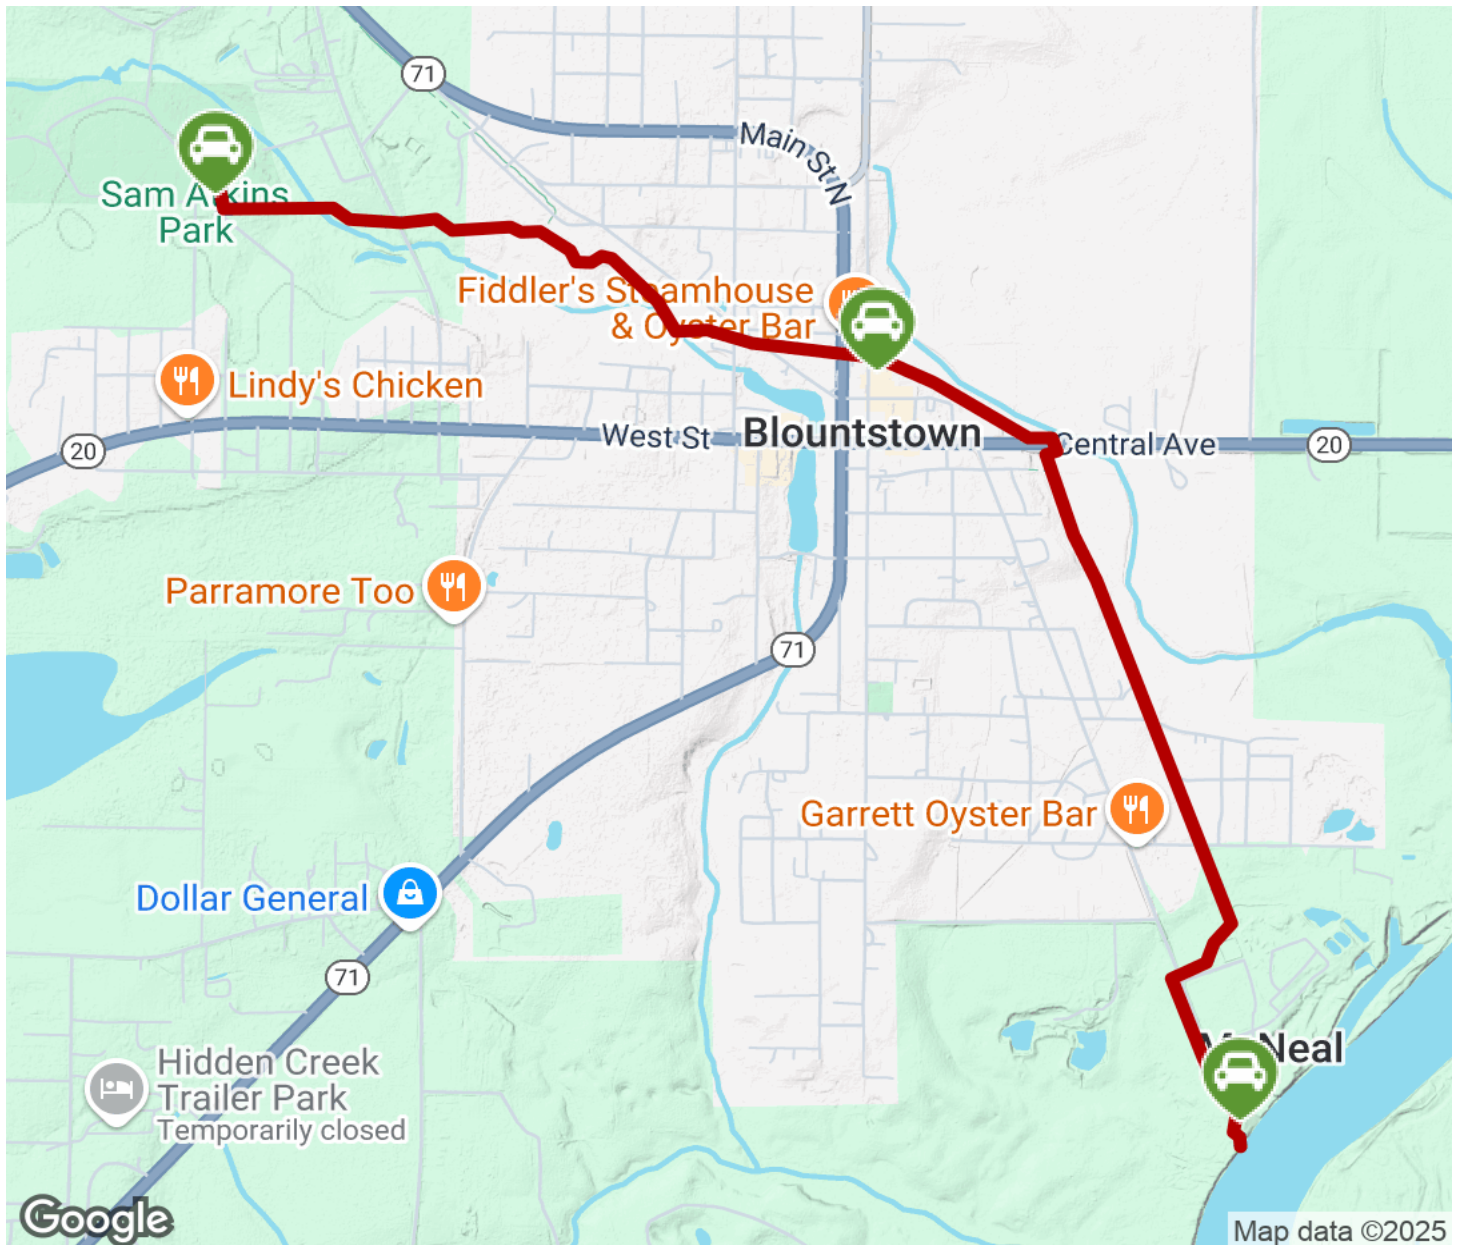 71
Main St N
Sam Atkins
Park
Fiddler's Steamhouse
& Oyster Bar
Lindy's Chicken
20
West St
Blountstown
Central Ave
20
Parramore Too
71
Garrett Oyster Bar
Dollar General
71
McNeal
Hidden Creek
Trailer Park
Temporarily closed
Google
Map data ©2025